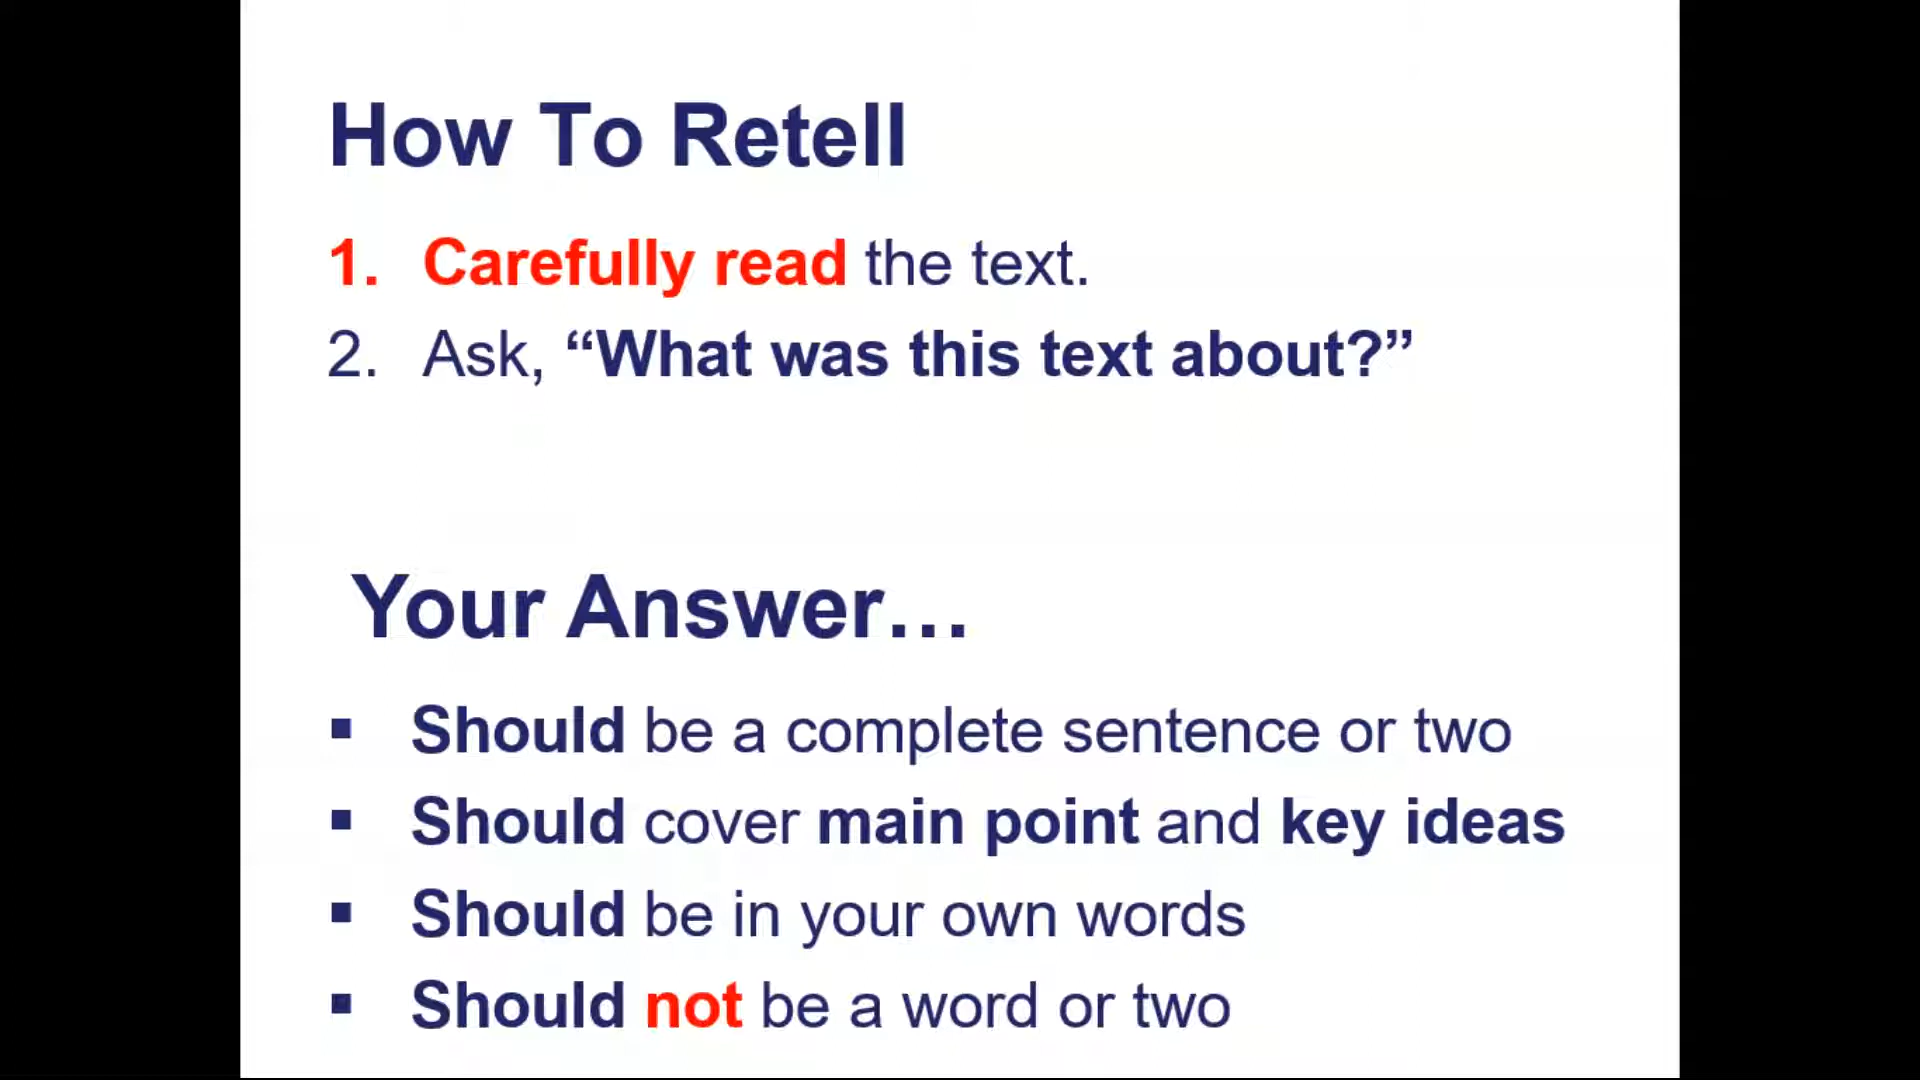 How To Retell
1. Carefully read the text.
2. Ask, “What was this text about?”
Your Answer…
▪ Should be a complete sentence or two
▪ Should cover main point and key ideas
▪ Should be in your own words
▪ Should not be a word or two